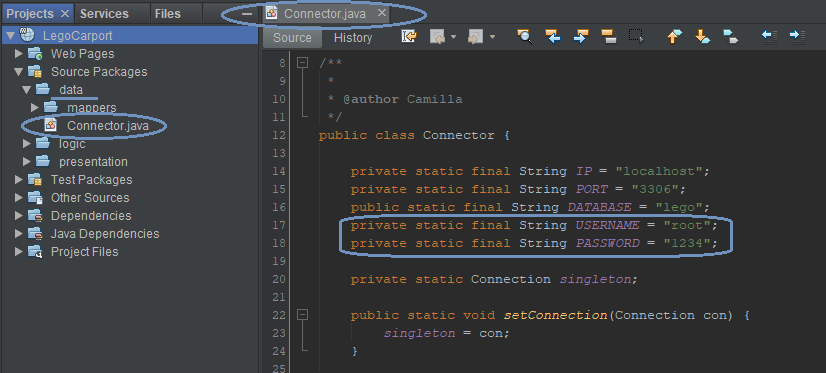 Projects × Services Files
LegoCarport
Web Pages
Source Packages
data
mappers
Connector.java
logic
presentation
Test Packages
Other Sources
Dependencies
Java Dependencies
Project Files
Connector.java ×
Source History
8 /**
9 *
10 * @author Camilla
11 */
12 public class Connector {
13
14 private static final String IP = "localhost";
15 private static final String PORT = "3306";
16 public static final String DATABASE = "lego";
17 private static final String USERNAME = "root";
18 private static final String PASSWORD = "1234";
19
20 private static Connection singleton;
21
22 public static void setConnection(Connection con) {
23 singleton = con;
24 }
25